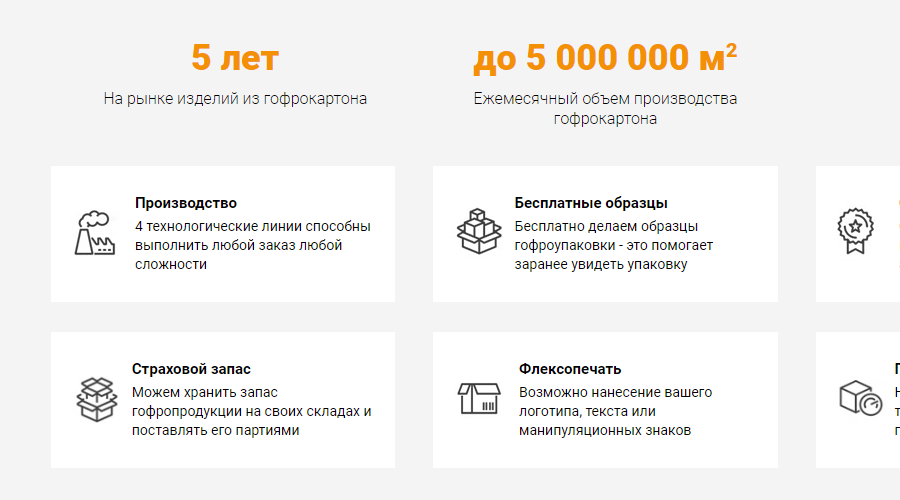 5 лет
до 5 000 000 м²
На рынке изделий из гофрокартона
Ежемесячный объем производства
гофрокартона
Производство
4 технологические линии способны
выполнить любой заказ любой
сложности
Бесплатные образцы
Бесплатно делаем образцы
гофроупаковки - это помогает
заранее увидеть упаковку
Страховой запас
Можем хранить запас
гофропродукции на своих складах и
поставлять его партиями
Флексопечать
Возможно нанесение вашего
логотипа, текста или
манипуляционных знаков